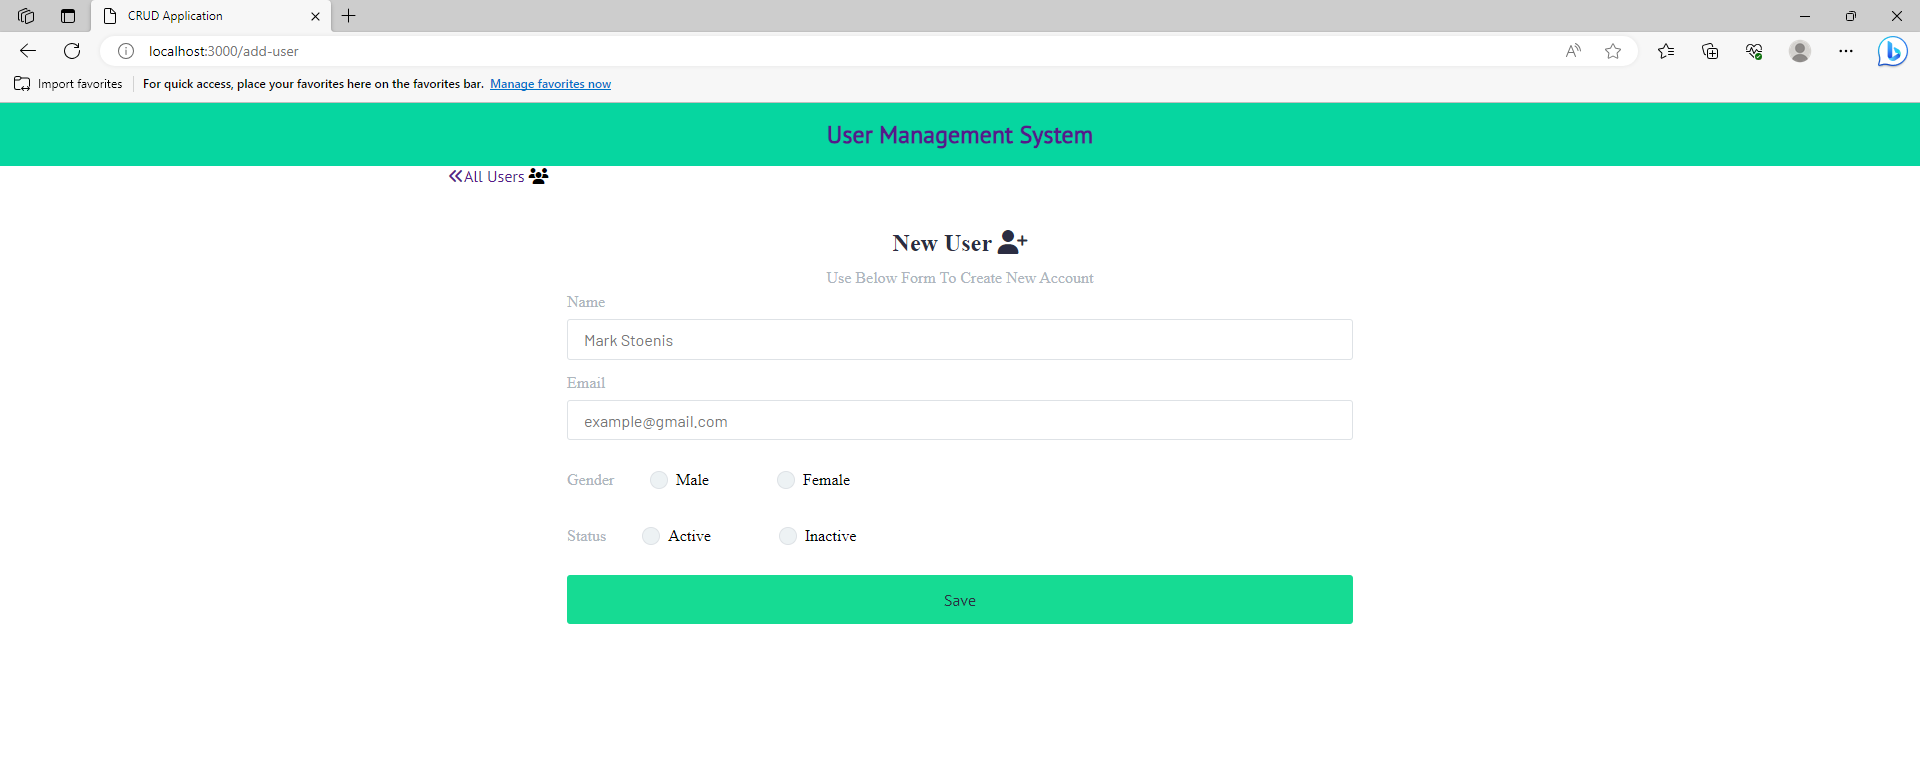 CRUD Application
localhost:3000/add-user
Import favorites For quick access, place your favorites here on the favorites bar. Manage favorites now
User Management System
All Users
New User
Use Below Form To Create New Account
Name
Mark Stoenis
Email
example@gmail.com
Gender Male Female
Status Active Inactive
Save